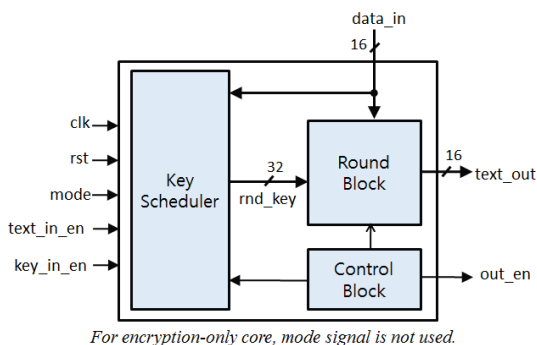 data_in
16
clk
rst
mode
text_in_en
key_in_en
Key
Scheduler
32
rnd_key
Round
Block
16
text_out
Control
Block
out_en
For encryption-only core, mode signal is not used.